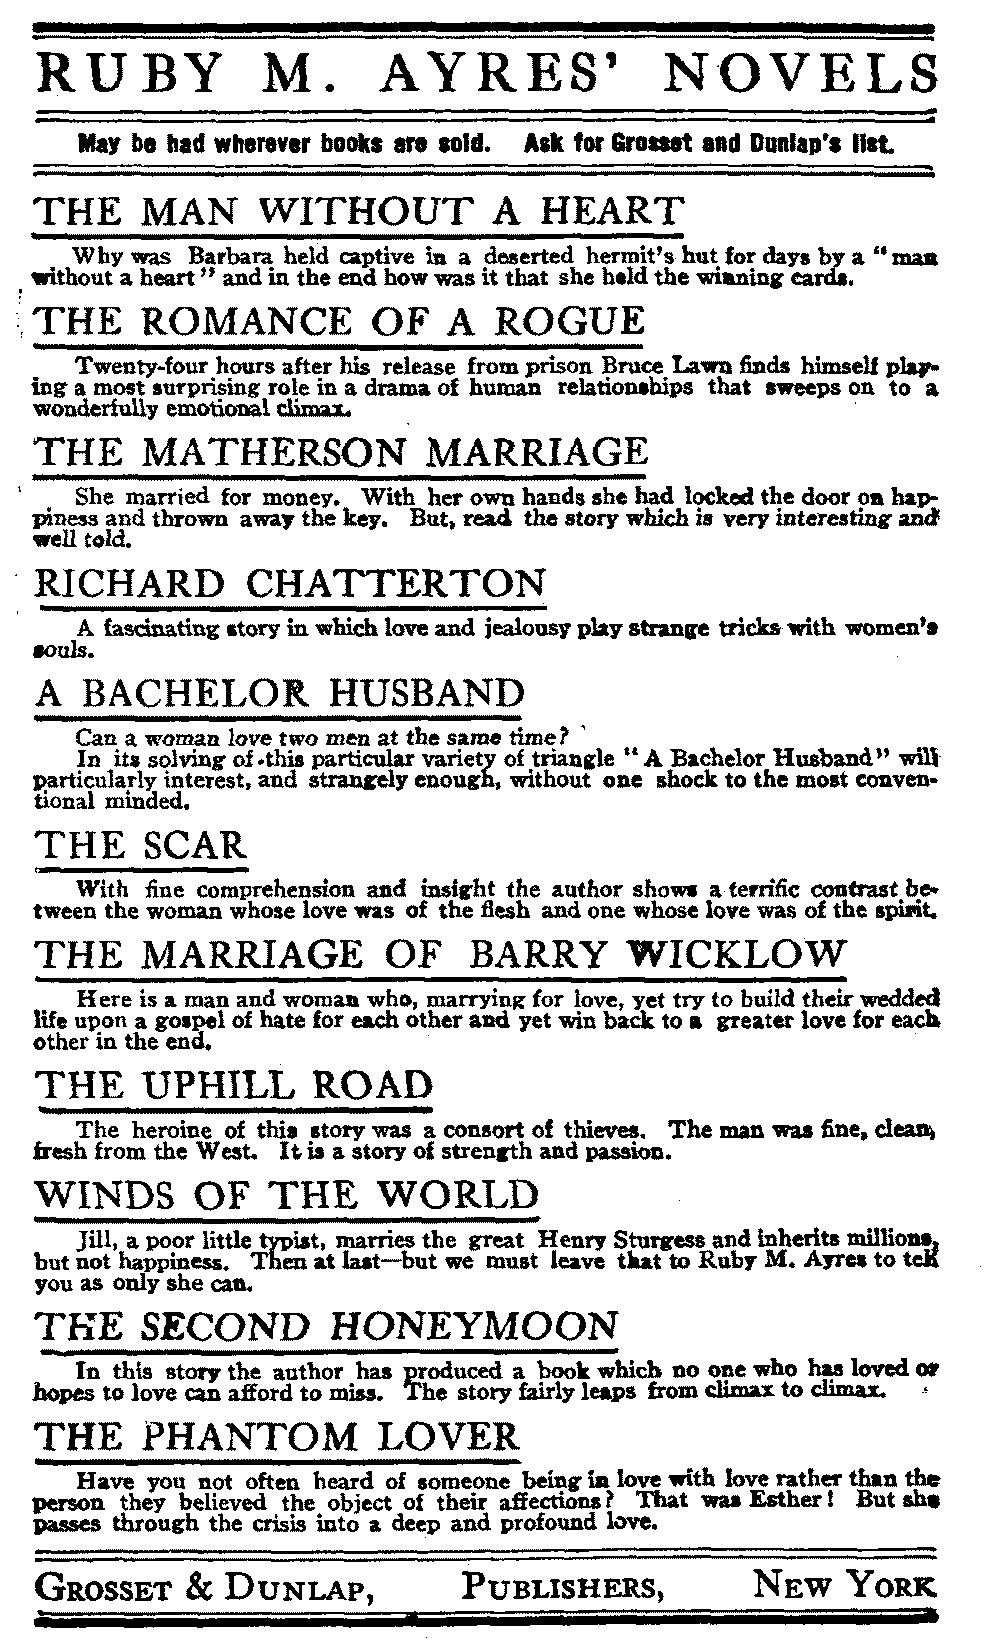 RUBY M. AYRES' NOVELS
May be had wherever books are sold. Ask for Grosset and Dunlap's list.
THE MAN WITHOUT A HEART
Why was Barbara held captive in a deserted hermit's hut for days by a "man
without a heart" and in the end how was it that she held the winning cards.
THE ROMANCE OF A ROGUE
Twenty-four hours after his release from prison Bruce Lawn finds himself play-
ing a most surprising role in a drama of human relationships that sweeps on to a
wonderfully emotional climax.
THE MATHERSON MARRIAGE
She married for money. With her own hands she had locked the door on hap-
piness and thrown away the key. But, read the story which is very interesting and
well told.
RICHARD CHATTERTON
A fascinating story in which love and jealousy play strange tricks with women's
souls.
A BACHELOR HUSBAND
Can a woman love two men at the same time?
In its solving of this particular variety of triangle "A Bachelor Husband" will
particularly interest, and strangely enough, without one shock to the most conven-
tional minded.
THE SCAR
With fine comprehension and insight the author shows a terrific contrast be-
tween the woman whose love was of the flesh and one whose love was of the spirit.
THE MARRIAGE OF BARRY WICKLOW
Here is a man and woman who, marrying for love, yet try to build their wedded
life upon a gospel of hate for each other and yet win back to a greater love for each
other in the end.
THE UPHILL ROAD
The heroine of this story was a consort of thieves. The man was fine, clean,
fresh from the West. It is a story of strength and passion.
WINDS OF THE WORLD
Jill, a poor little typist, marries the great Henry Sturgess and inherits millions,
but not happiness. Then at last—but we must leave that to Ruby M. Ayres to tell
you as only she can.
THE SECOND HONEYMOON
In this story the author has produced a book which no one who has loved or
hopes to love can afford to miss. The story fairly leaps from climax to climax.
THE PHANTOM LOVER
Have you not often heard of someone being in love with love rather than the
person they believed the object of their affections? That was Esther! But she
passes through the crisis into a deep and profound love.
GROSSET & DUNLAP, PUBLISHERS, NEW YORK